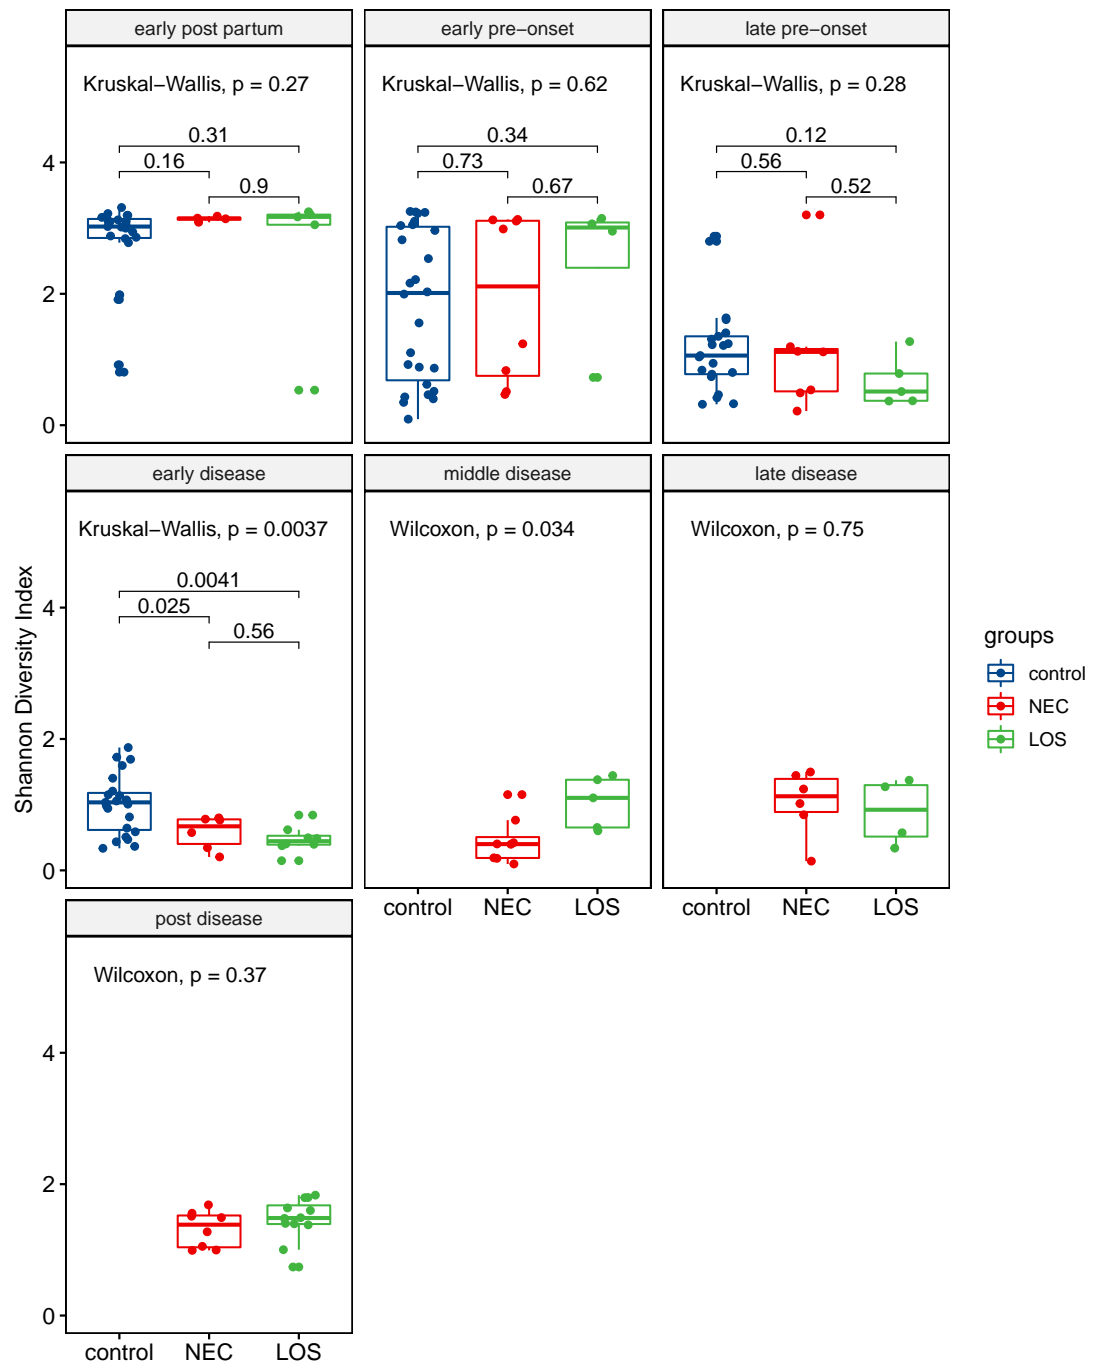 early post partum
early pre−onset
late pre−onset
Kruskal−Wallis, p = 0.27
Kruskal−Wallis, p = 0.62
Kruskal−Wallis, p = 0.28
0.31
0.16
0.9
0.34
0.73
0.67
0.12
0.56
0.52
4
2
0
early disease
middle disease
late disease
Kruskal−Wallis, p = 0.0037
Wilcoxon, p = 0.034
Wilcoxon, p = 0.75
0.0041
0.025
0.56
4
2
0
Shannon Diversity Index
control NEC LOS
control NEC LOS
post disease
Wilcoxon, p = 0.37
4
2
0
control NEC LOS
groups
control
NEC
LOS